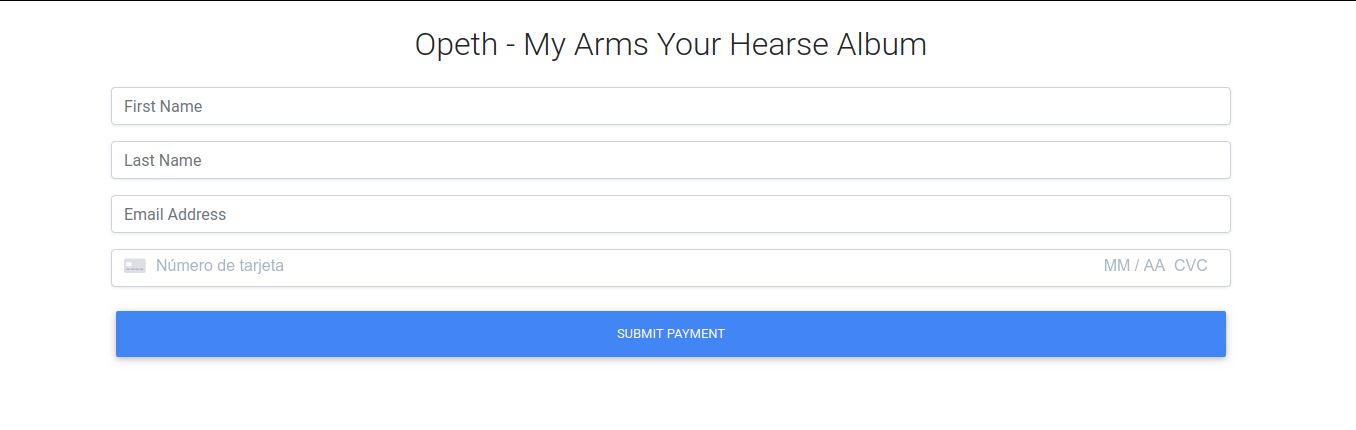 Opeth - My Arms Your Hearse Album
First Name
Last Name
Email Address
Número de tarjeta MM / AA CVC
SUBMIT PAYMENT